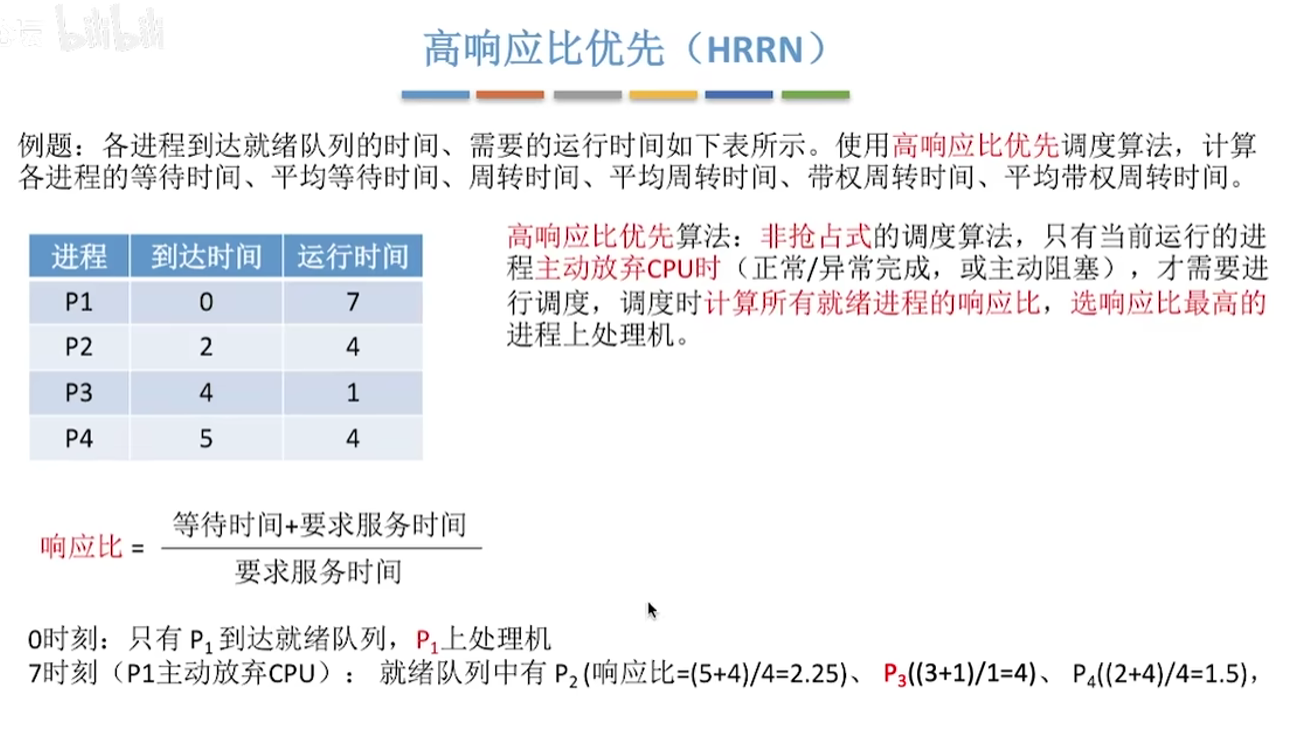 bilibili
高响应比优先（HRRN）
例题：各进程到达就绪队列的时间、需要的运行时间如下表所示。使用高响应比优先调度算法，计算
各进程的等待时间、平均等待时间、周转时间、平均周转时间、带权周转时间、平均带权周转时间。
进程 到达时间 运行时间
P1 0 7
P2 2 4
P3 4 1
P4 5 4
高响应比优先算法：非抢占式的调度算法，只有当前运行的进
程主动放弃CPU时（正常/异常完成，或主动阻塞），才需要进
行调度，调度时计算所有就绪进程的响应比，选响应比最高的
进程上处理机。
响应比 =
等待时间+要求服务时间
要求服务时间
0时刻：只有 P1 到达就绪队列，P1上处理机
7时刻（P1主动放弃CPU）： 就绪队列中有 P2 (响应比=(5+4)/4=2.25)、 P3((3+1)/1=4)、 P4((2+4)/4=1.5)，